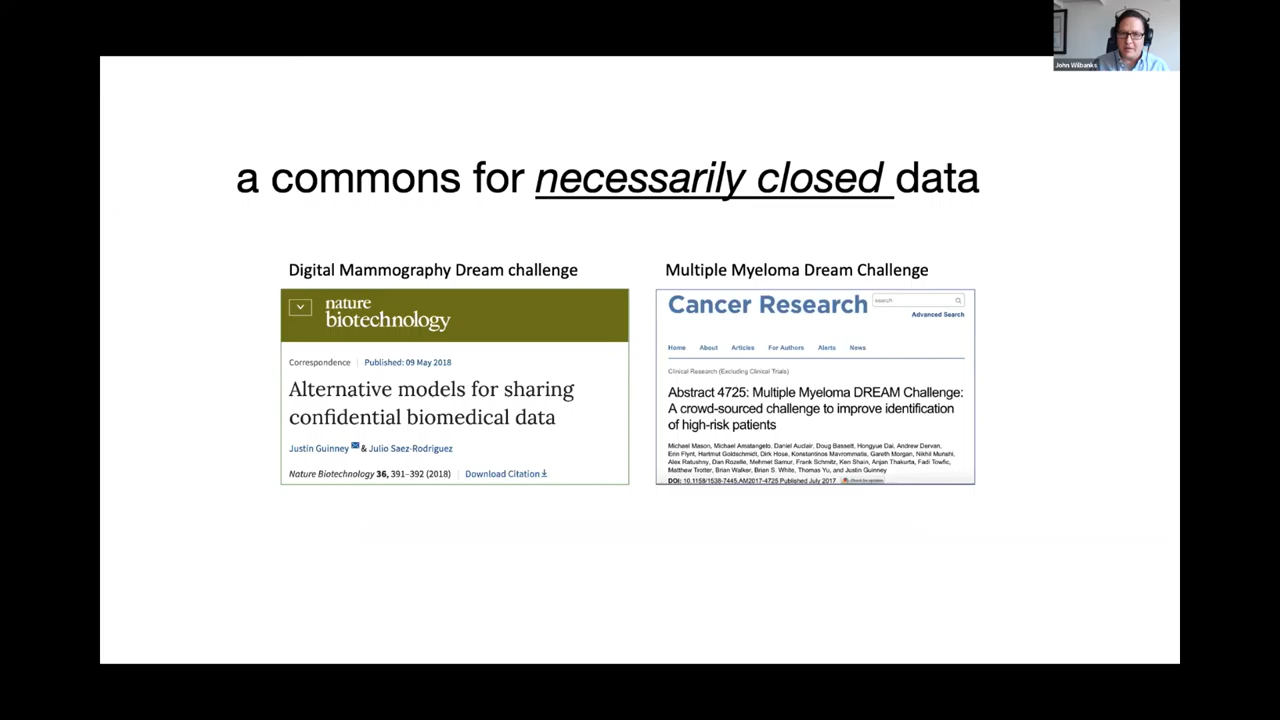 John Wilbanks
a commons for necessarily closed data
Digital Mammography Dream challenge
nature
biotechnology
Correspondence | Published: 09 May 2018
Alternative models for sharing
confidential biomedical data
Justin Guinney & Julio Saez-Rodriguez
Nature Biotechnology 36, 391–392 (2018) | Download Citation
Multiple Myeloma Dream Challenge
Cancer Research
search
Advanced Search
Home About Articles For Authors Alerts News
Clinical Research (Excluding Clinical Trials)
Abstract 4725: Multiple Myeloma DREAM Challenge:
A crowd-sourced challenge to improve identification
of high-risk patients
Michael Mason, Michael Amatangelo, Daniel Auclair, Doug Bassett, Hongyue Dai, Andrew Dervan,
Erin Flynt, Hartmut Goldschmidt, Dirk Hose, Konstantinos Mavrommatis, Gareth Morgan, Nikhil Munshi,
Alex Ratushny, Dan Rozelle, Mehmet Samur, Frank Schmitz, Ken Shain, Anjan Thakurta, Fadi Towfic,
Matthew Trotter, Brian Walker, Brian S. White, Thomas Yu, and Justin Guinney
DOI: 10.1158/1538-7445.AM2017-4725 Published July 2017 Check for updates